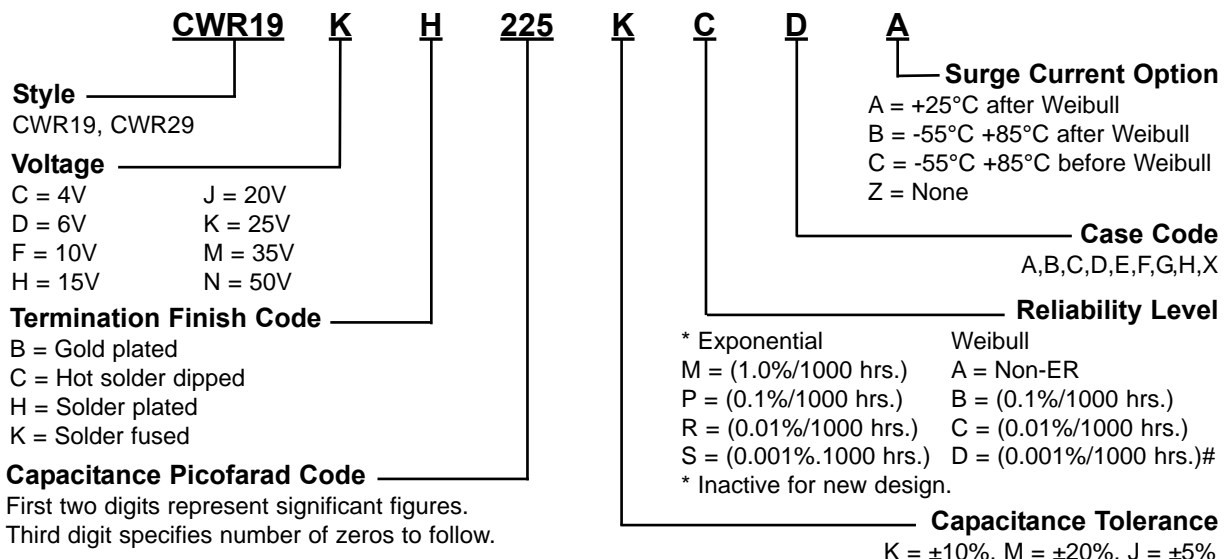 CWR19 K H 225 K C D A
Style
CWR19, CWR29
Voltage
C = 4V J = 20V
D = 6V K = 25V
F = 10V M = 35V
H = 15V N = 50V
Termination Finish Code
B = Gold plated
C = Hot solder dipped
H = Solder plated
K = Solder fused
Capacitance Picofarad Code
First two digits represent significant figures.
Third digit specifies number of zeros to follow.
Surge Current Option
A = +25°C after Weibull
B = -55°C +85°C after Weibull
C = -55°C +85°C before Weibull
Z = None
Case Code
A,B,C,D,E,F,G,H,X
Reliability Level
* Exponential Weibull
M = (1.0%/1000 hrs.) A = Non-ER
P = (0.1%/1000 hrs.) B = (0.1%/1000 hrs.)
R = (0.01%/1000 hrs.) C = (0.01%/1000 hrs.)
S = (0.001%.1000 hrs.) D = (0.001%/1000 hrs.)#
* Inactive for new design.
Capacitance Tolerance
K = ±10%, M = ±20%, J = ±5%